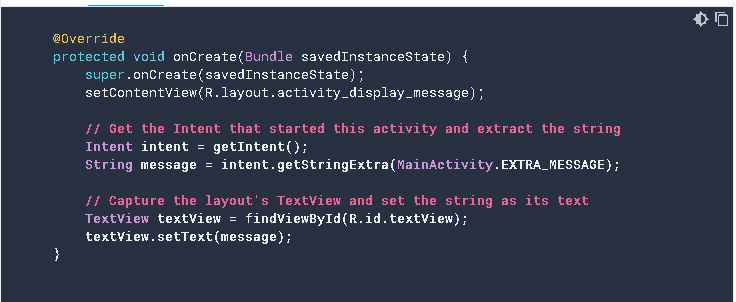 @Override
protected void onCreate(Bundle savedInstanceState) {
    super.onCreate(savedInstanceState);
    setContentView(R.layout.activity_display_message);

    // Get the Intent that started this activity and extract the string
    Intent intent = getIntent();
    String message = intent.getStringExtra(MainActivity.EXTRA_MESSAGE);

    // Capture the layout's TextView and set the string as its text
    TextView textView = findViewById(R.id.textView);
    textView.setText(message);
}